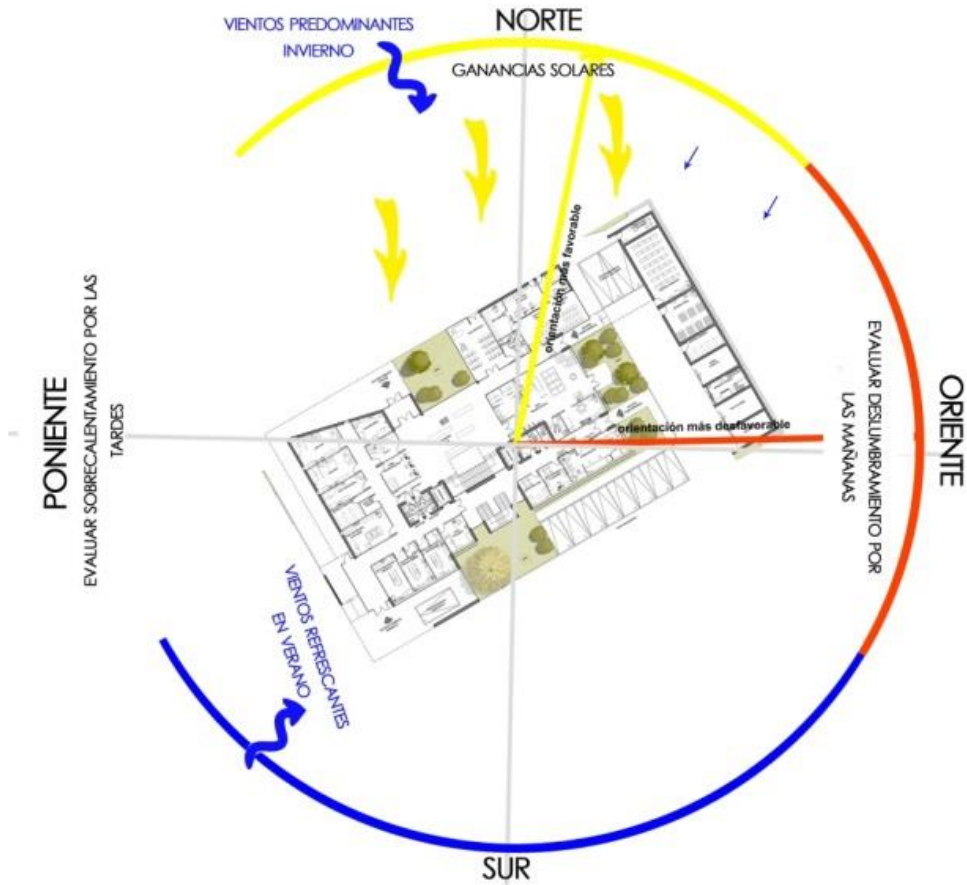 VIENTOS PREDOMINANTES
INVIERNO
NORTE
GANANCIAS SOLARES
orientación más favorable
orientación más desfavorable
PONIENTE
EVALUAR SOBRECALENTAMIENTO POR LAS
TARDES
ORIENTE
EVALUAR DESLUMBRAMIENTO POR
LAS MAÑANAS
VIENTOS REFRESCANTES
EN VERANO
SUR